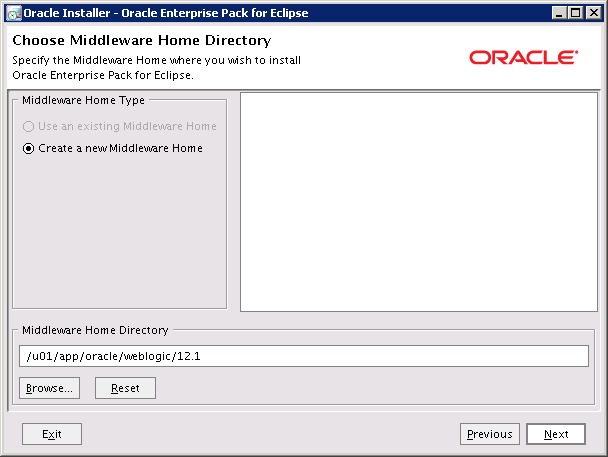 Oracle Installer - Oracle Enterprise Pack for Eclipse
Choose Middleware Home Directory
Specify the Middleware Home where you wish to install
Oracle Enterprise Pack for Eclipse.
ORACLE
Middleware Home Type
Use an existing Middleware Home
Create a new Middleware Home
Middleware Home Directory
/u01/app/oracle/weblogic/12.1
Browse...
Reset
Exit
Previous
Next